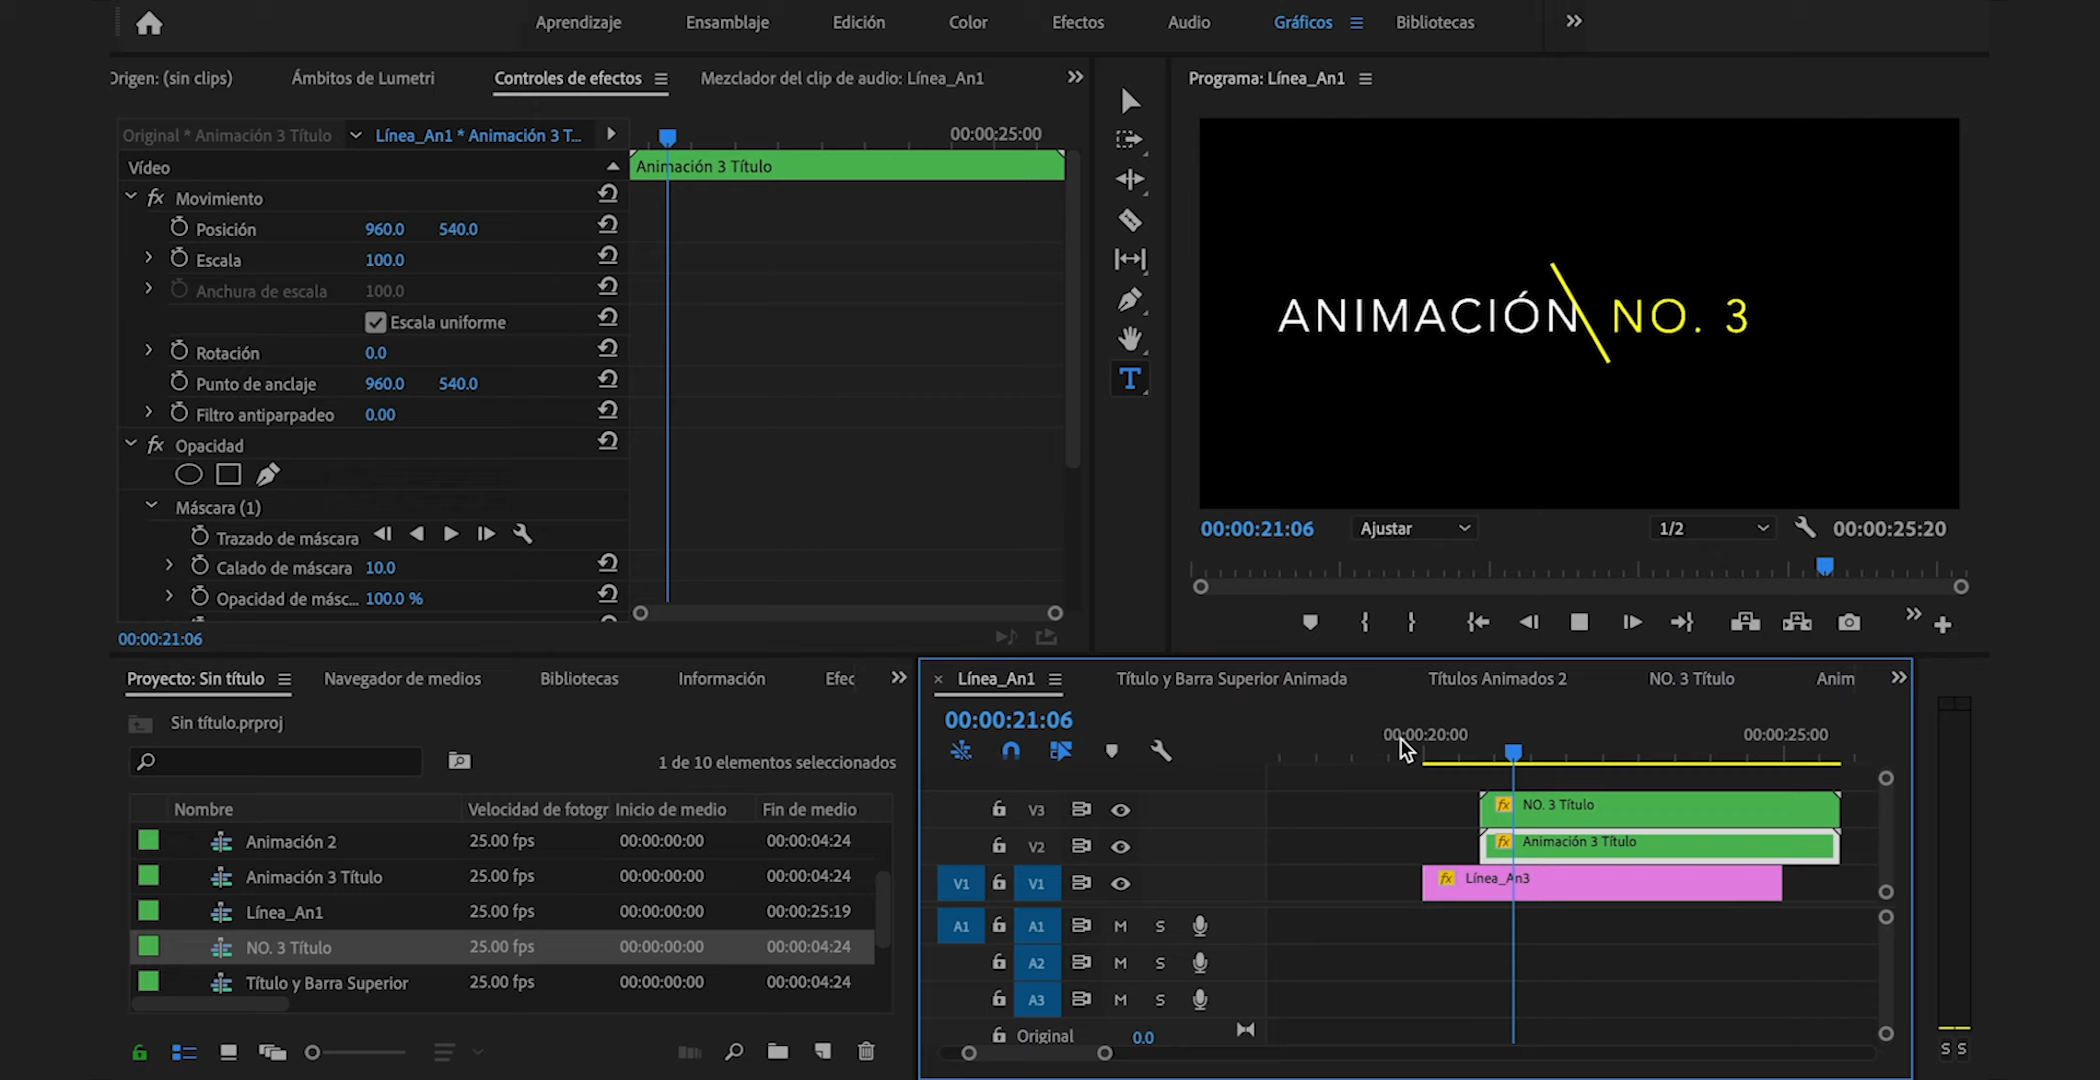 Aprendizaje Ensamblaje Edición Color Efectos Audio Gráficos Bibliotecas
Origen: (sin clips) Ámbitos de Lumetri Controles de efectos Mezclador del clip de audio: Línea_An1
Programa: Línea_An1
Original * Animación 3 Título Línea_An1 * Animación 3 T... 00:00:25:00
Vídeo
Animación 3 Título
fx Movimiento
Posición 960.0 540.0
Escala 100.0
Anchura de escala 100.0
Escala uniforme
Rotación 0.0
Punto de anclaje 960.0 540.0
Filtro antiparpadeo 0.00
fx Opacidad
Máscara (1)
Trazado de máscara
Calado de máscara 10.0
Opacidad de másc... 100.0 %
00:00:21:06
ANIMACIÓN NO. 3
00:00:21:06 Ajustar 1/2 00:00:25:20
Proyecto: Sin título Navegador de medios Bibliotecas Información Efec
Sin título.prproj
1 de 10 elementos seleccionados
Nombre Velocidad de fotogr Inicio de medio Fin de medio
Animación 2 25.00 fps 00:00:00:00 00:00:04:24
Animación 3 Título 25.00 fps 00:00:00:00 00:00:04:24
Línea_An1 25.00 fps 00:00:00:00 00:00:25:19
NO. 3 Título 25.00 fps 00:00:00:00 00:00:04:24
Título y Barra Superior 25.00 fps 00:00:00:00 00:00:04:24
Línea_An1 Título y Barra Superior Animada Títulos Animados 2 NO. 3 Título Anim
00:00:21:06
00:00:20:00 00:00:25:00
V3 fx NO. 3 Título
V2 fx Animación 3 Título
V1 V1 fx Línea_An3
A1 A1 M S
A2 M S
A3 M S
Original 0.0
S S